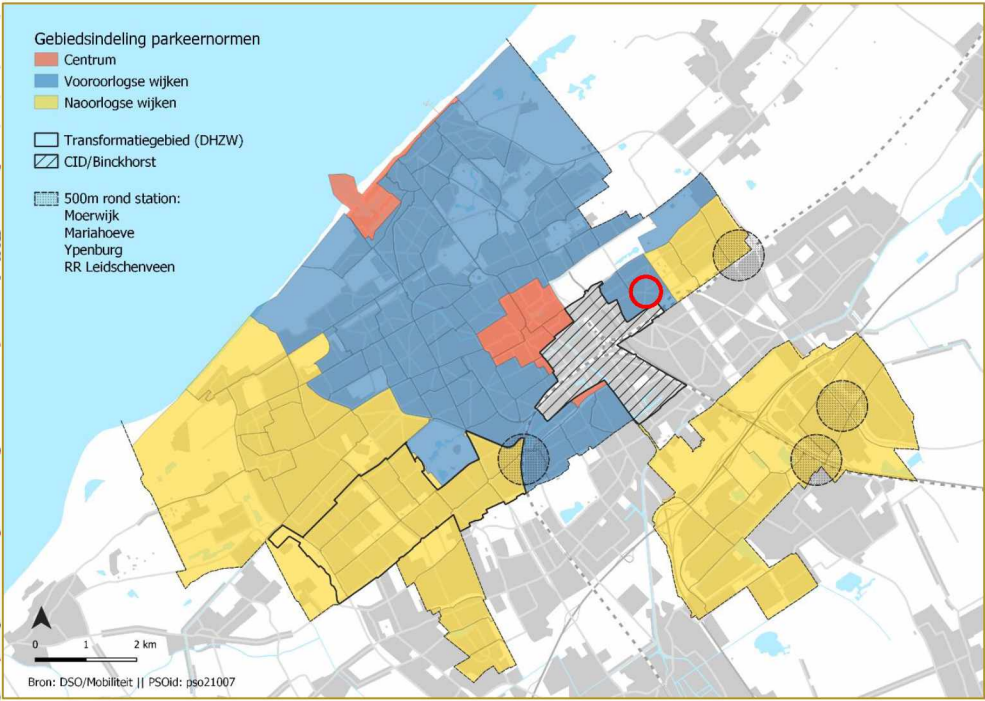 Gebiedsindeling parkeernormen
Centrum
Vooroorlogse wijken
Naoorlogse wijken
Transformatiegebied (DHZW)
CID/Binckhorst
500m rond station:
Moerwijk
Mariahoeve
Ypenburg
RR Leidschenveen
0 1 2 km
Bron: DSO/Mobiliteit || PSOid: pso21007